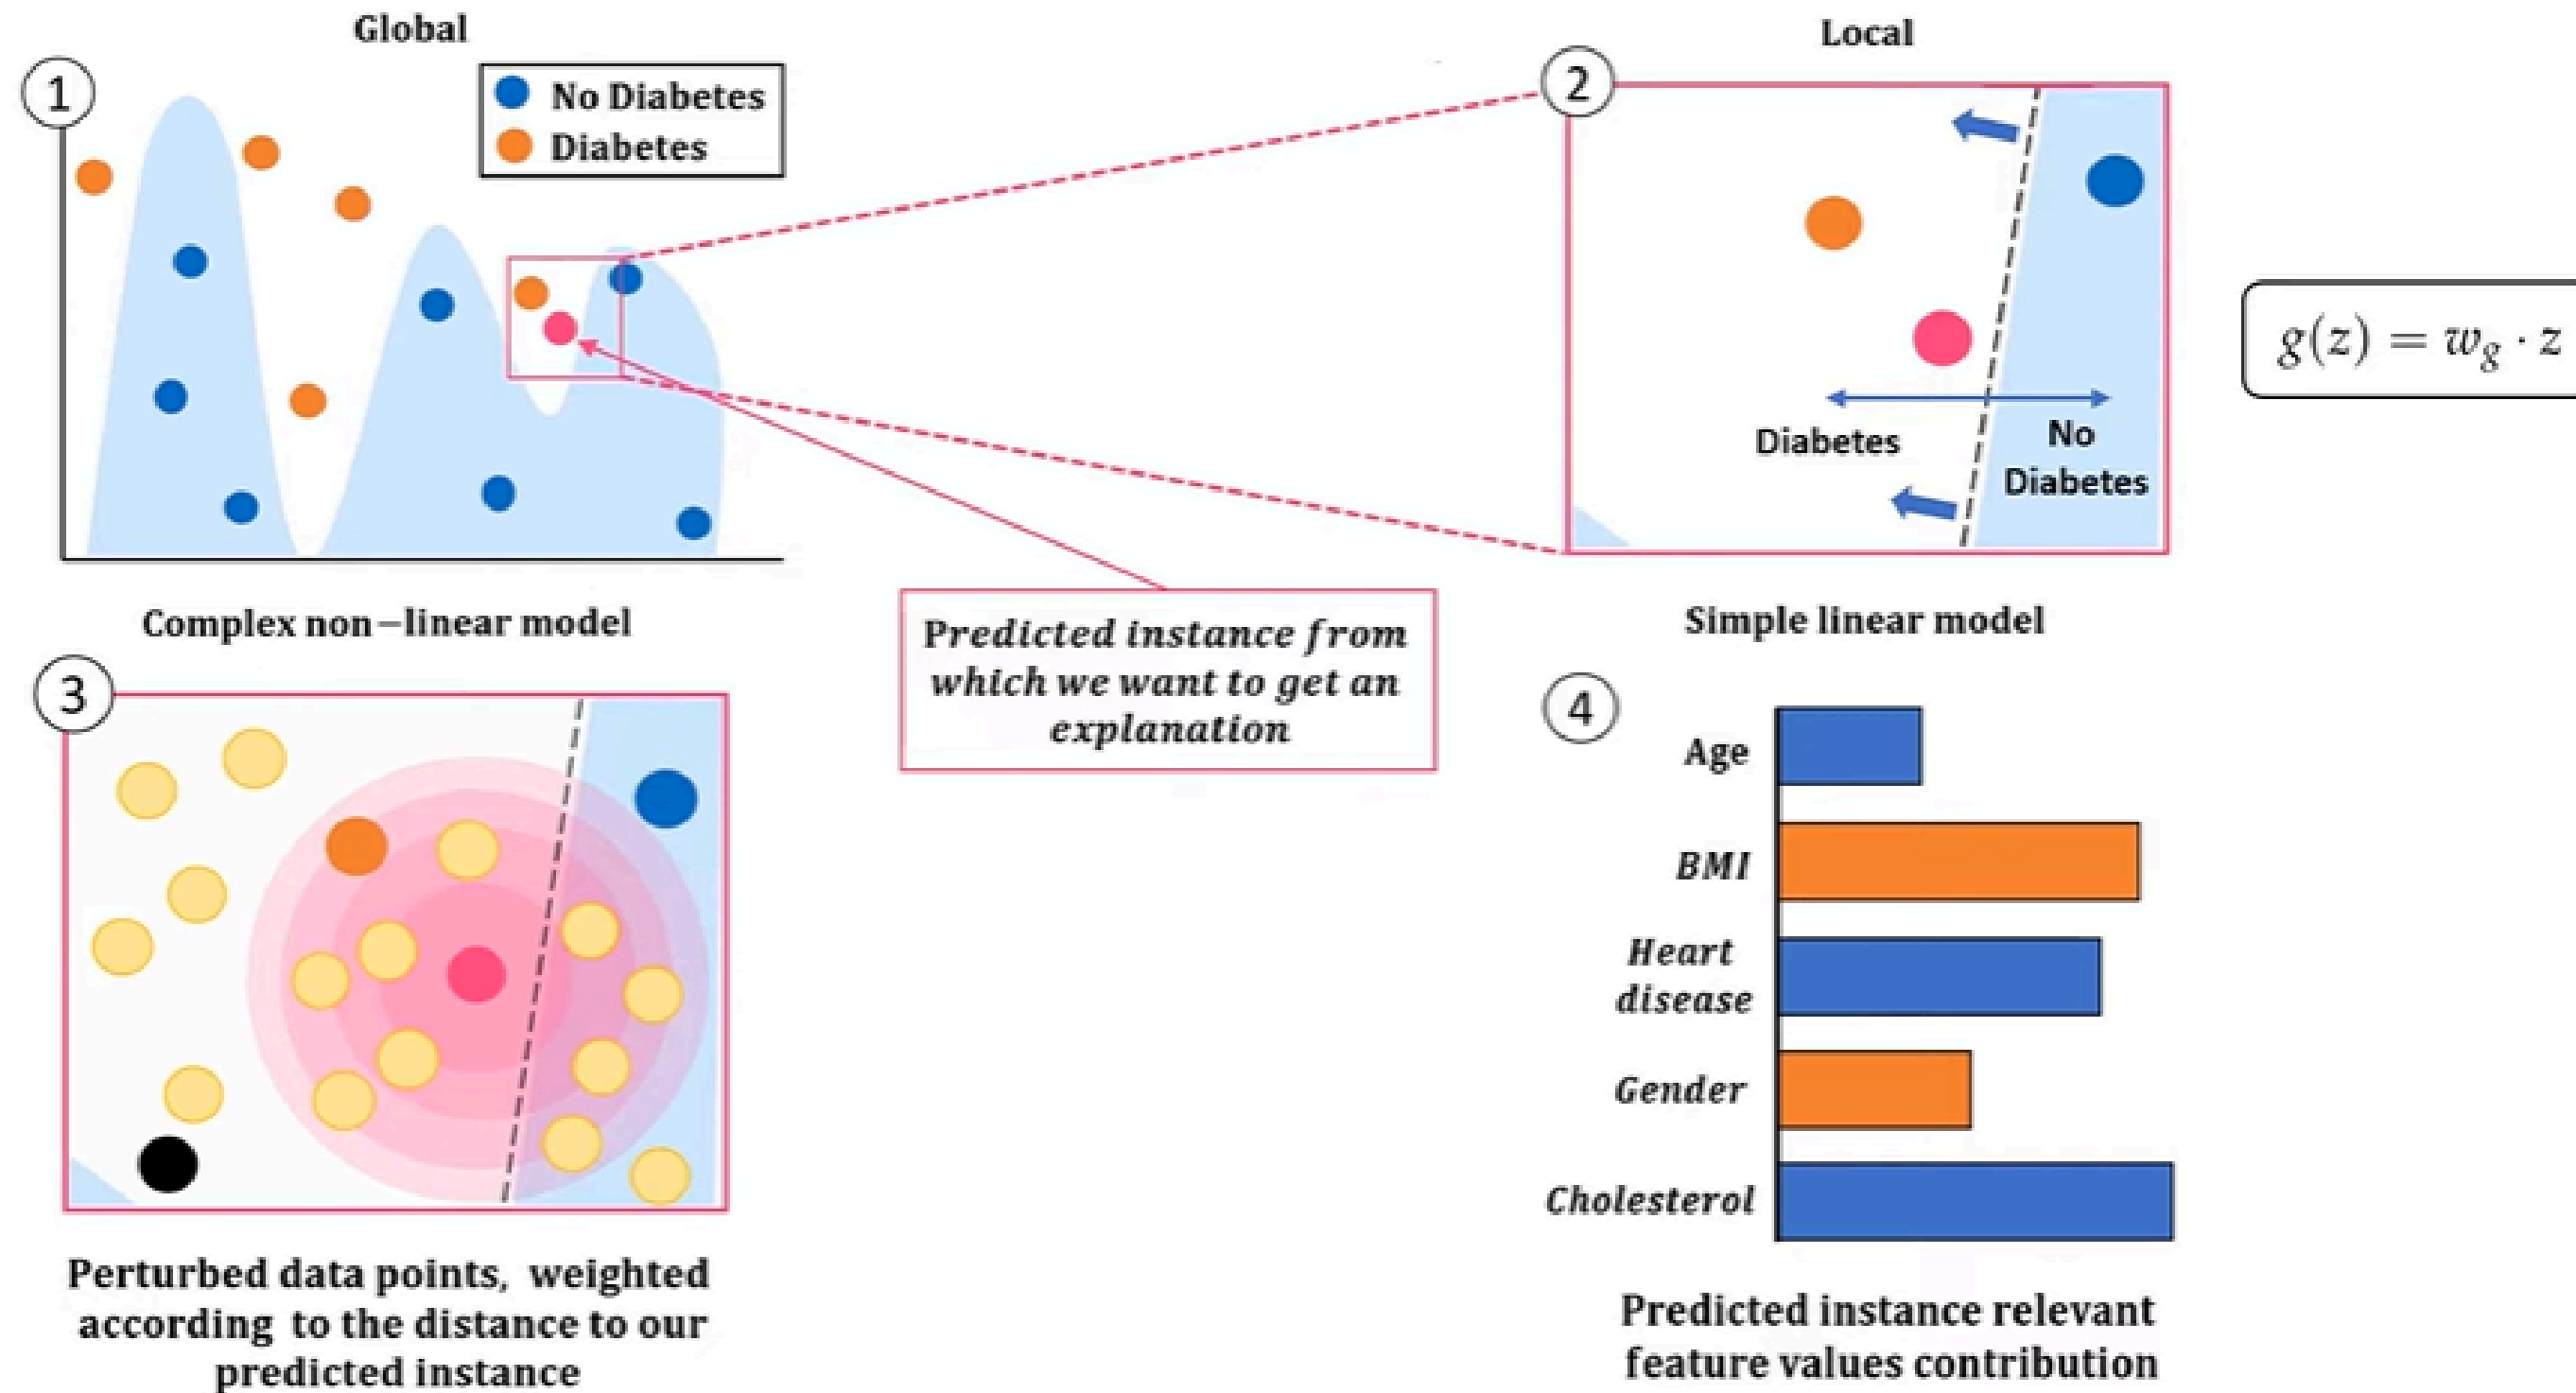 Global
1
No Diabetes
Diabetes
Complex non−linear model
Local
2
Diabetes
No
Diabetes
Simple linear model
g(z) = w_g · z
Predicted instance from
which we want to get an
explanation
3
Perturbed data points, weighted
according to the distance to our
predicted instance
4
Age
BMI
Heart
disease
Gender
Cholesterol
Predicted instance relevant
feature values contribution